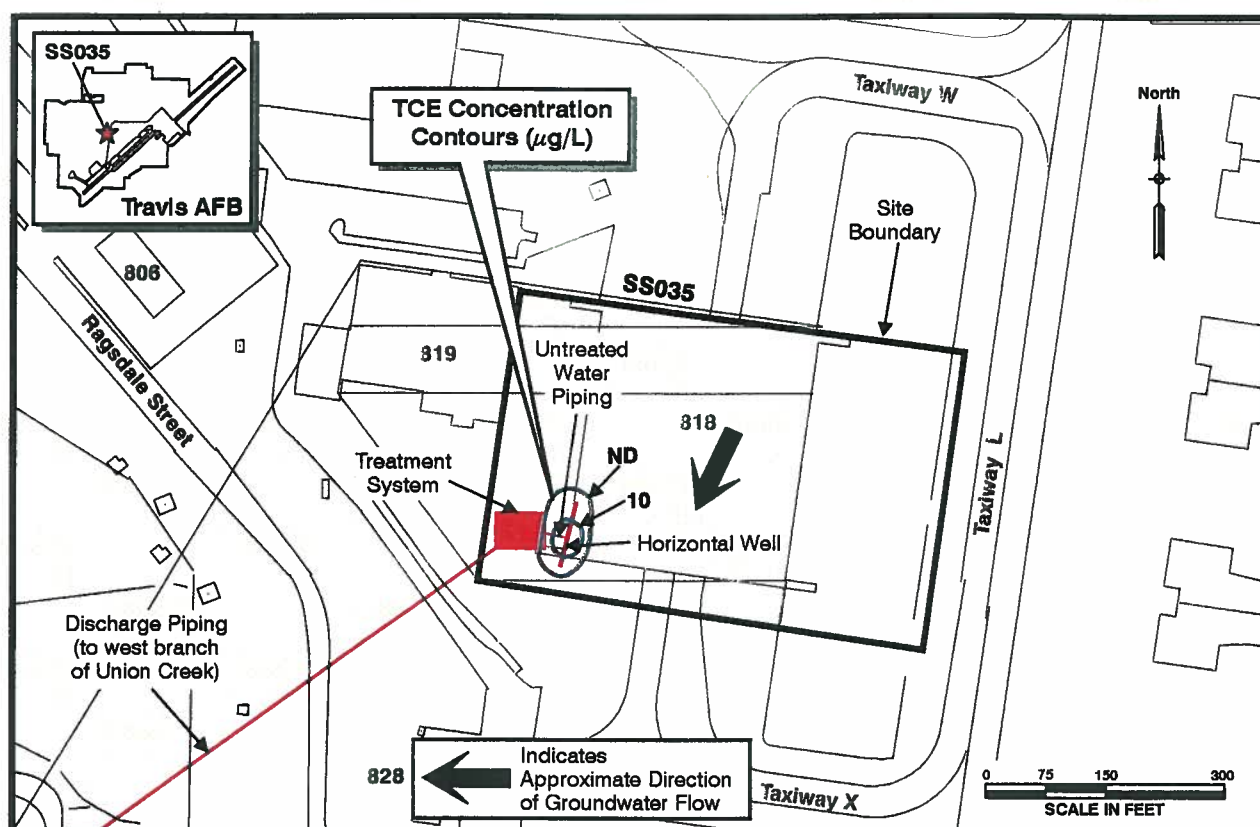 SS035
Travis AFB
TCE Concentration
Contours (μg/L)
Taxiway W
North
Site
Boundary
806
SS035
Ragsdale Street
819
Untreated
Water
Piping
818
ND
Treatment
System
10
Taxiway L
Horizontal Well
Discharge Piping
(to west branch
of Union Creek)
828
Indicates
Approximate Direction
of Groundwater Flow
Taxiway X
0 75 150 300
SCALE IN FEET